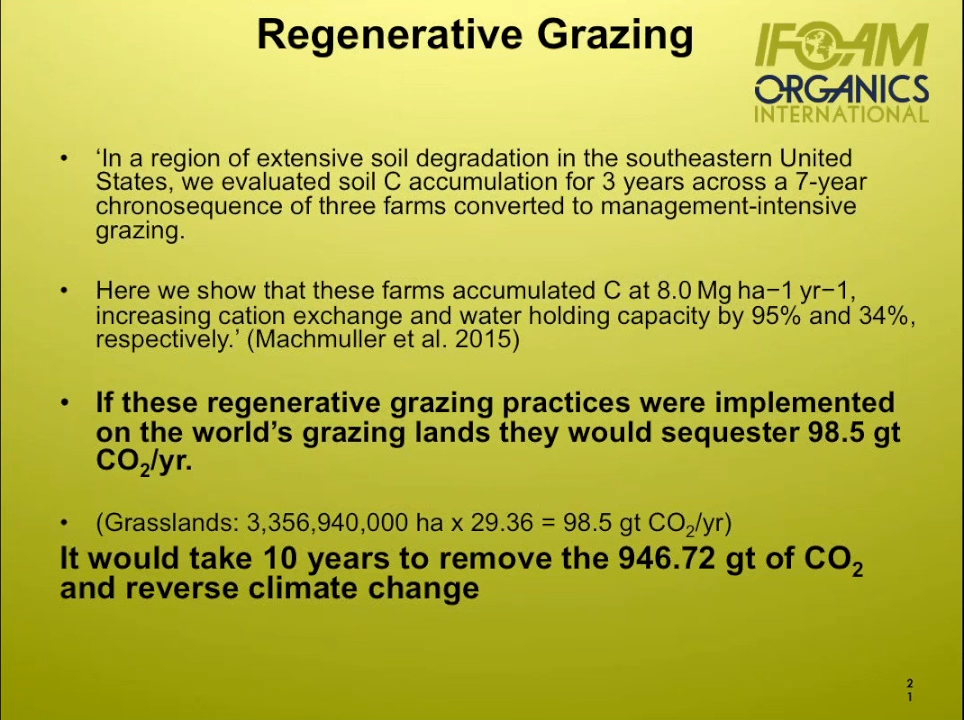 Regenerative Grazing
IFOAM
ORGANICS
INTERNATIONAL
• ‘In a region of extensive soil degradation in the southeastern United
States, we evaluated soil C accumulation for 3 years across a 7-year
chronosequence of three farms converted to management-intensive
grazing.
• Here we show that these farms accumulated C at 8.0 Mg ha−1 yr−1,
increasing cation exchange and water holding capacity by 95% and 34%,
respectively.’ (Machmuller et al. 2015)
• If these regenerative grazing practices were implemented
on the world’s grazing lands they would sequester 98.5 gt
CO₂/yr.
• (Grasslands: 3,356,940,000 ha x 29.36 = 98.5 gt CO₂/yr)
It would take 10 years to remove the 946.72 gt of CO₂
and reverse climate change
2
1